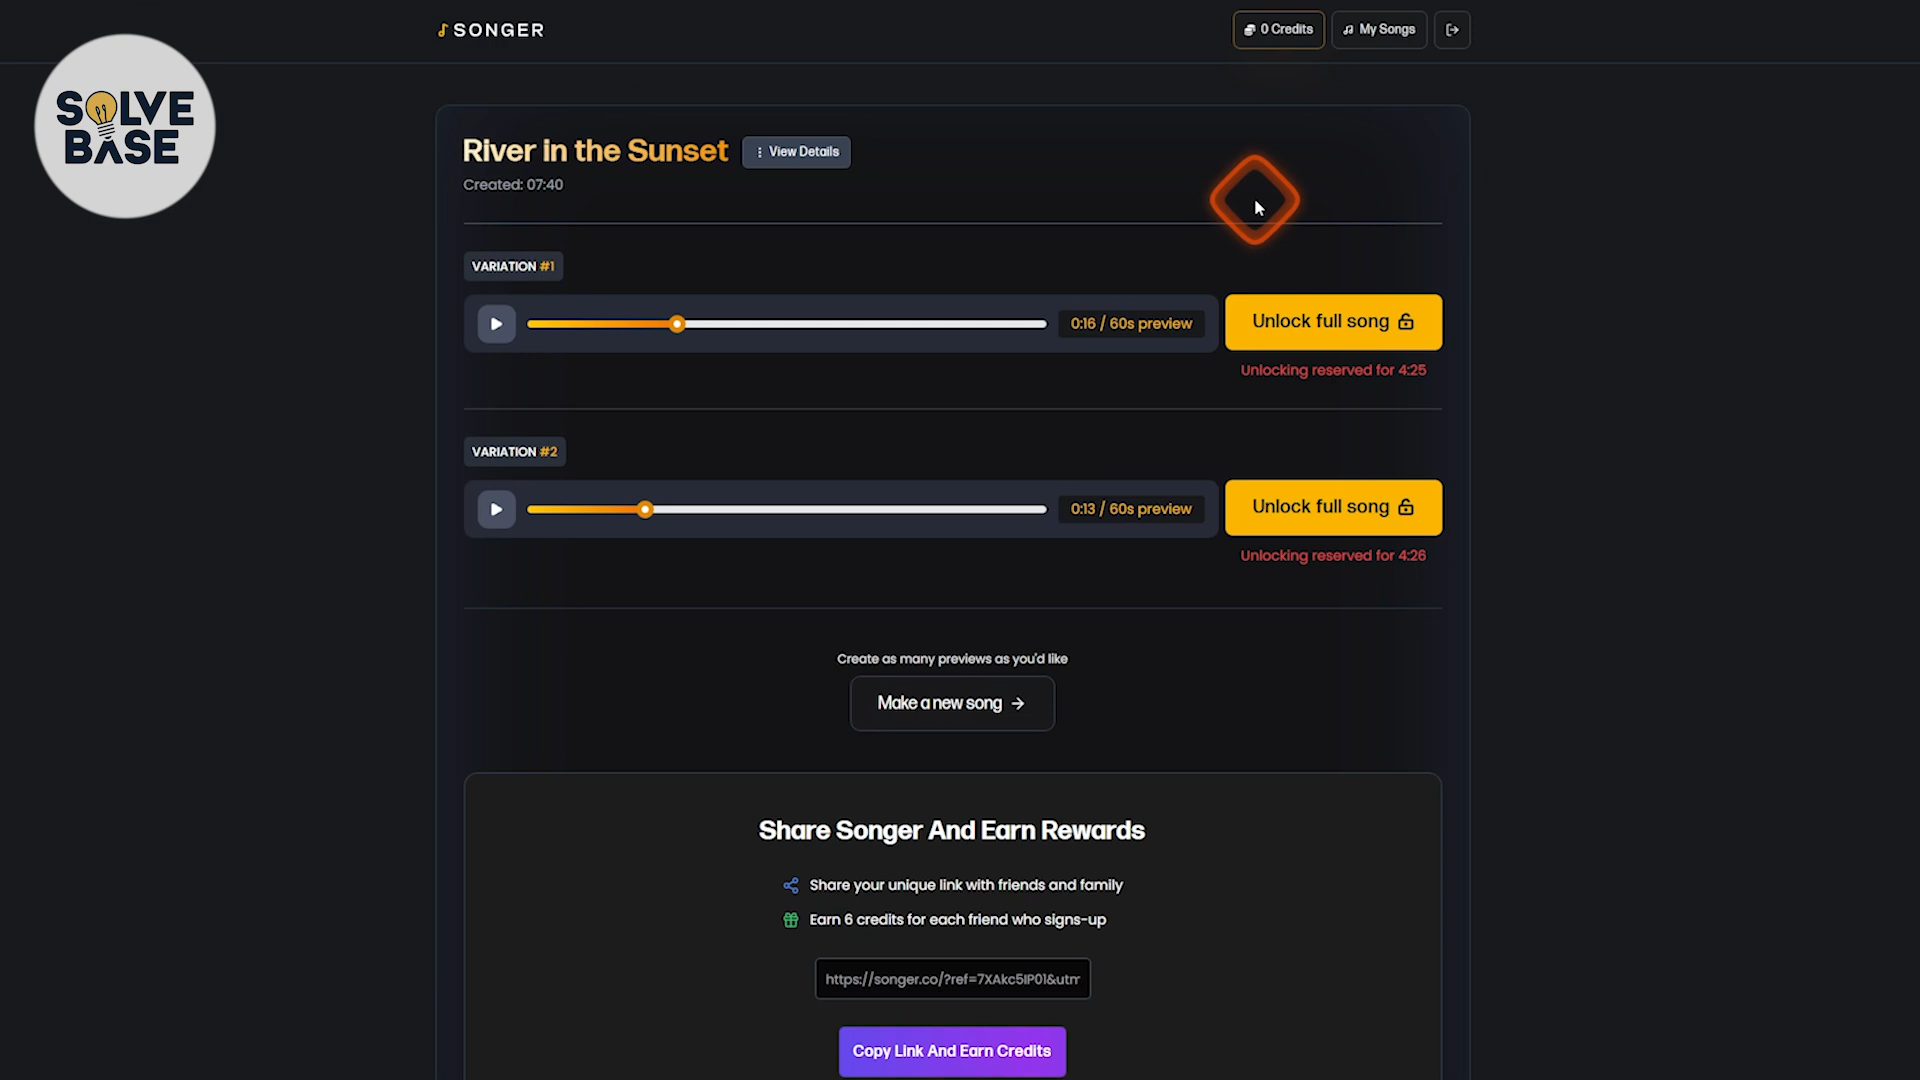 SONGER
0 Credits
My Songs
SOLVE
BASE
River in the Sunset
View Details
Created: 07:40
VARIATION #1
0:16 / 60s preview
Unlock full song
Unlocking reserved for 4:25
VARIATION #2
0:13 / 60s preview
Unlock full song
Unlocking reserved for 4:26
Create as many previews as you'd like
Make a new song →
Share Songer And Earn Rewards
Share your unique link with friends and family
Earn 6 credits for each friend who signs-up
https://songer.co/?ref=7XAkc5IP01&utm
Copy Link And Earn Credits